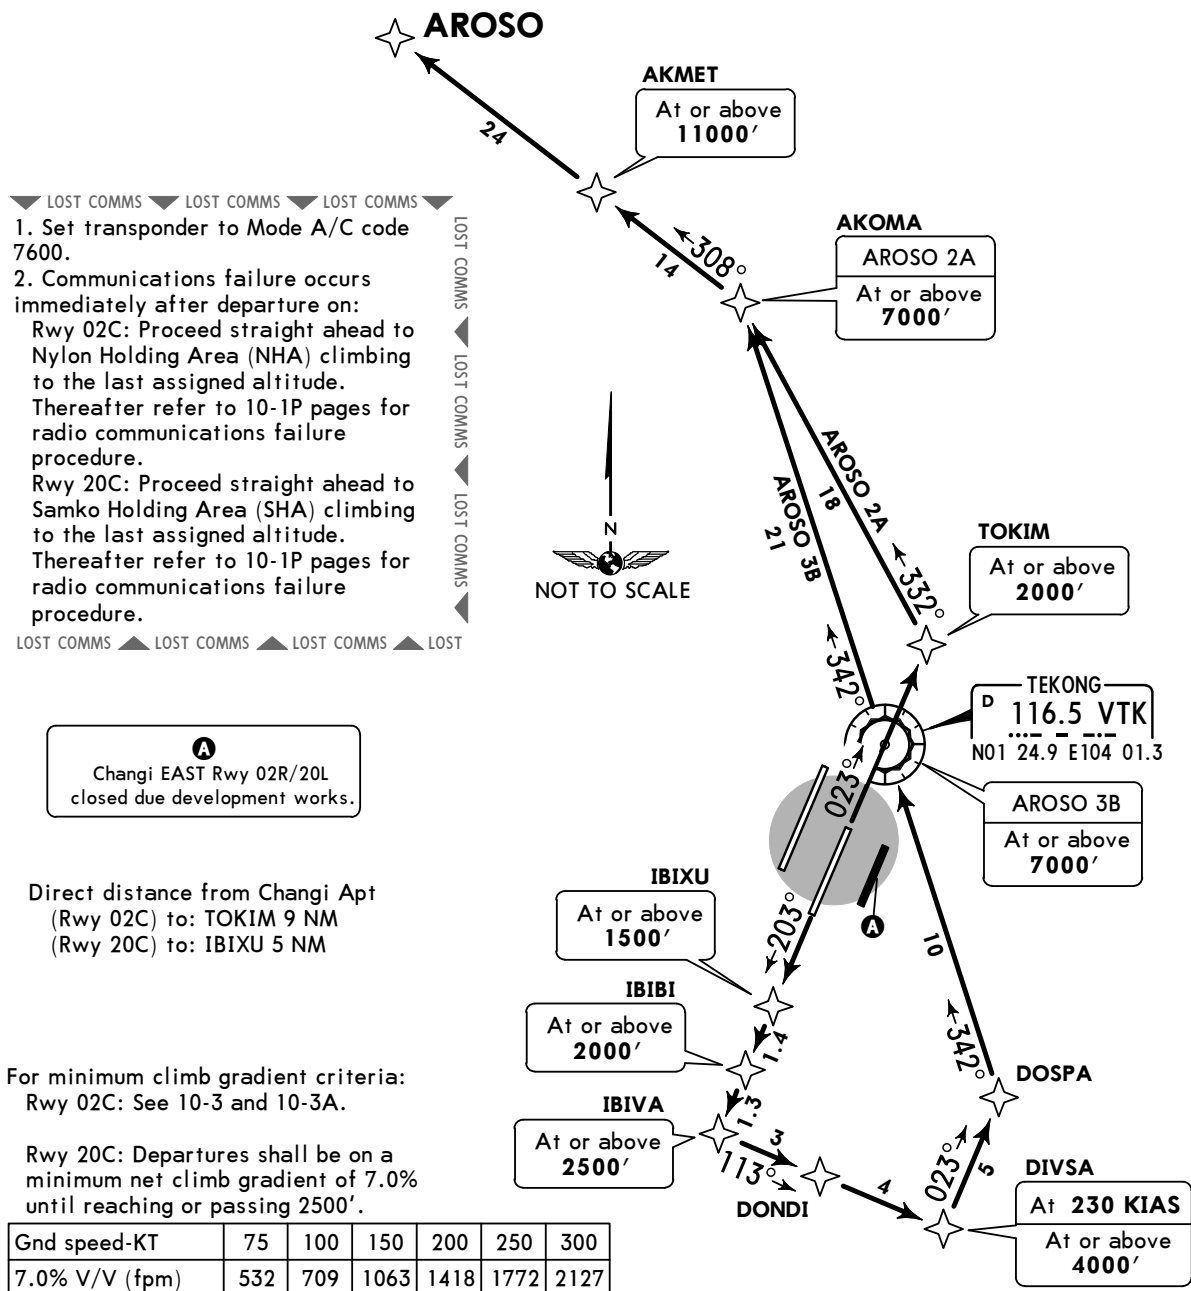 AROSO
AKMET
At or above
11000′
24
LOST COMMS LOST COMMS LOST COMMS
1. Set transponder to Mode A/C code
7600.
2. Communications failure occurs
immediately after departure on:
Rwy 02C: Proceed straight ahead to
Nylon Holding Area (NHA) climbing
to the last assigned altitude.
Thereafter refer to 10-1P pages for
radio communications failure
procedure.
Rwy 20C: Proceed straight ahead to
Samko Holding Area (SHA) climbing
to the last assigned altitude.
Thereafter refer to 10-1P pages for
radio communications failure
procedure.
LOST COMMS
LOST COMMS
LOST COMMS
LOST COMMS LOST COMMS LOST COMMS LOST
AKOMA
AROSO 2A
At or above
7000′
308°
14
AROSO 2A
18
AROSO 3B
21
N
NOT TO SCALE
TOKIM
At or above
2000′
332°
342°
TEKONG
D 116.5 VTK
N01 24.9 E104 01.3
AROSO 3B
At or above
7000′
023°
A
Changi EAST Rwy 02R/20L
closed due development works.
Direct distance from Changi Apt
(Rwy 02C) to: TOKIM 9 NM
(Rwy 20C) to: IBIXU 5 NM
IBIXU
At or above
1500′
203°
A
10
IBIBI
At or above
2000′
1.4
342°
DOSPA
IBIVA
At or above
2500′
1.3
3
113°
DONDI
4
023°
5
DIVSA
At 230 KIAS
At or above
4000′
For minimum climb gradient criteria:
Rwy 02C: See 10-3 and 10-3A.
Rwy 20C: Departures shall be on a
minimum net climb gradient of 7.0%
until reaching or passing 2500′.
Gnd speed-KT 75 100 150 200 250 300
7.0% V/V (fpm) 532 709 1063 1418 1772 2127